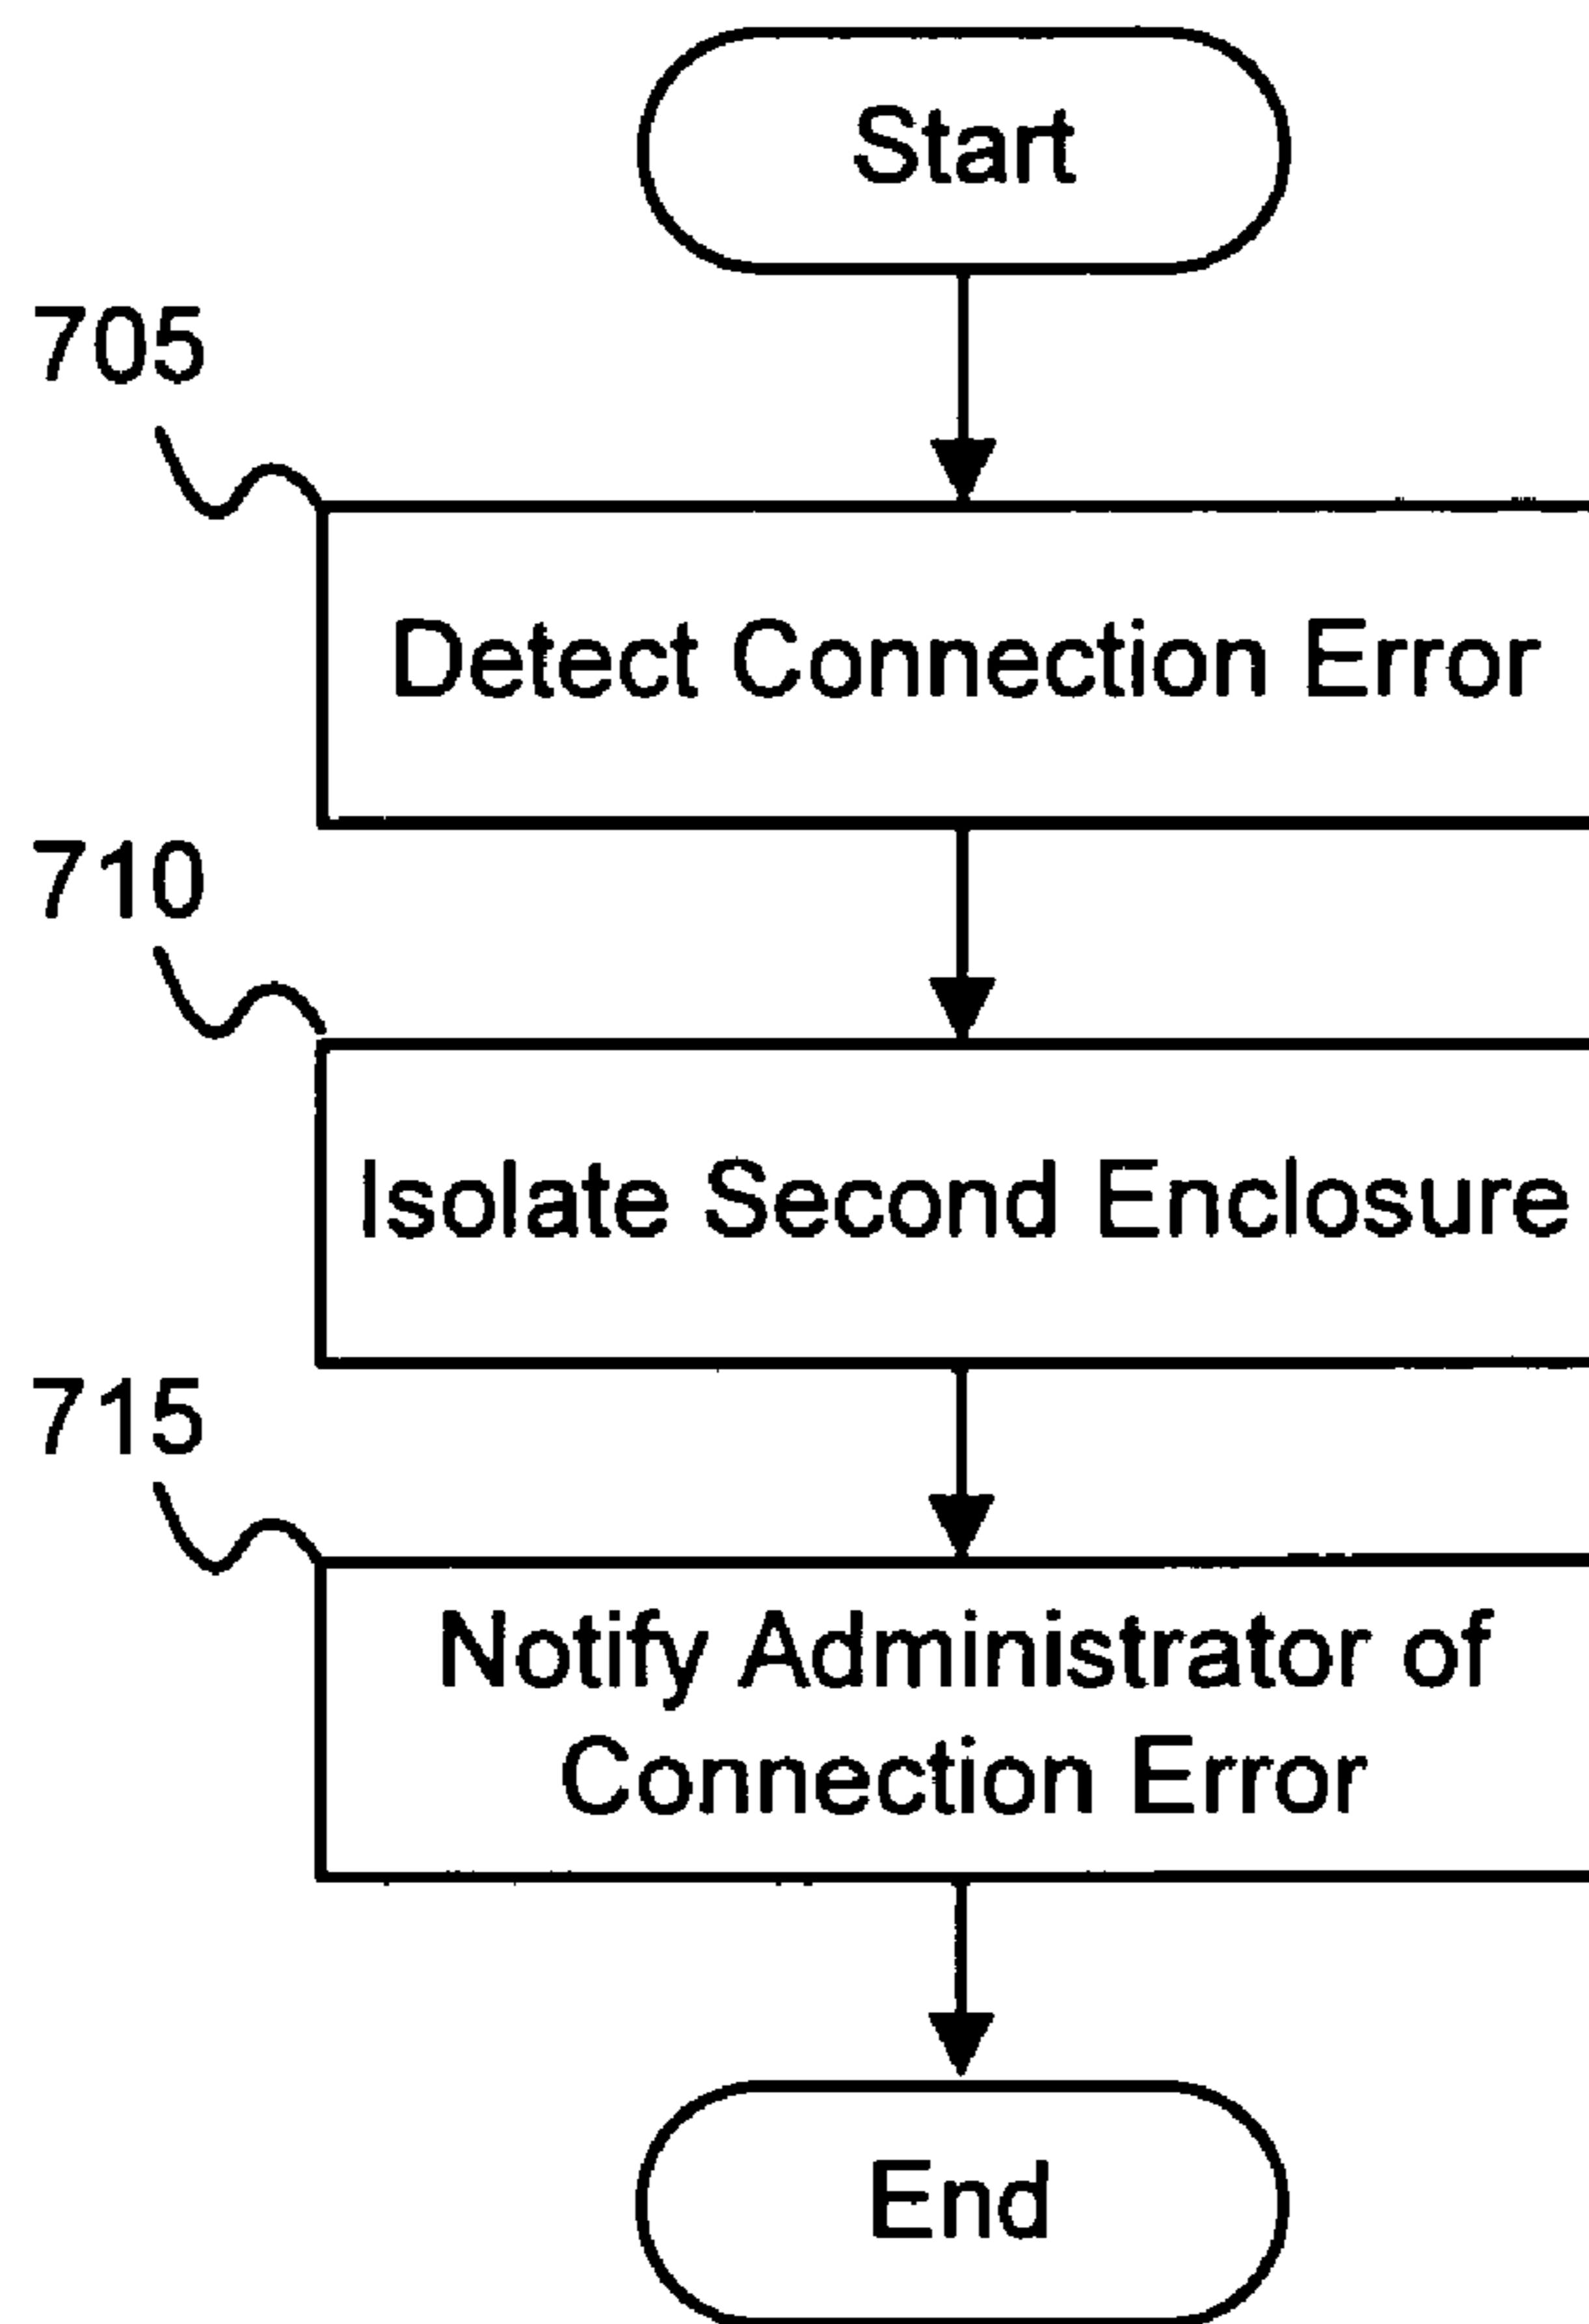 Start
705
Detect Connection Error
710
Isolate Second Enclosure
715
Notify Administrator of
Connection Error
End